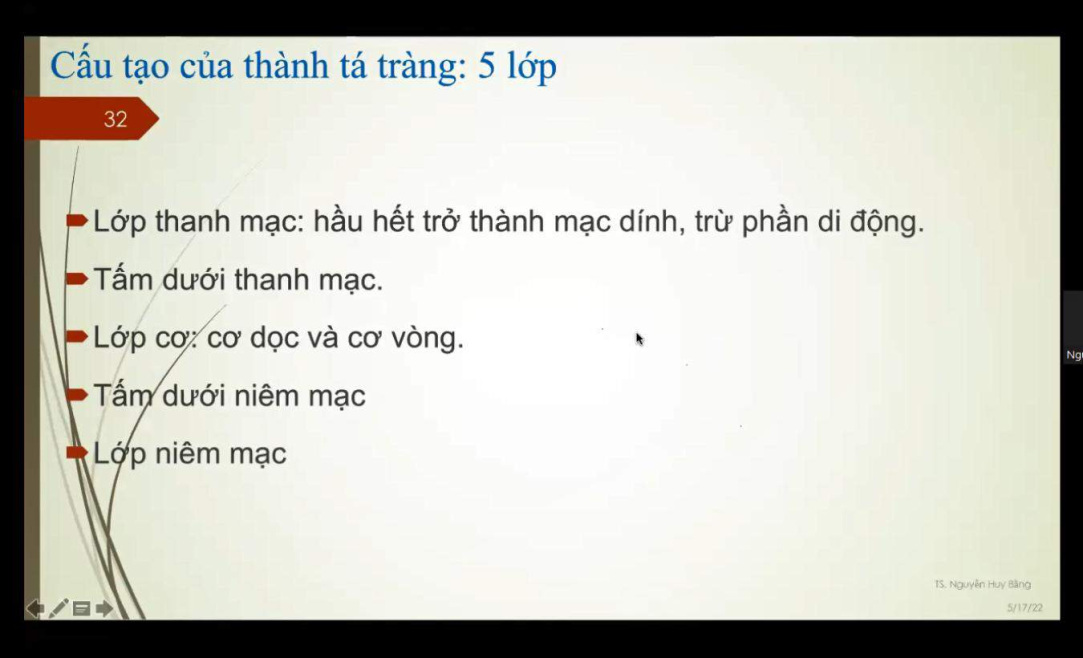 Cấu tạo của thành tá tràng: 5 lớp
32
Lớp thanh mạc: hầu hết trở thành mạc dính, trừ phần di động.
Tấm dưới thanh mạc.
Lớp cơ: cơ dọc và cơ vòng.
Tấm dưới niêm mạc
Lớp niêm mạc
TS. Nguyễn Huy Bằng
5/17/22